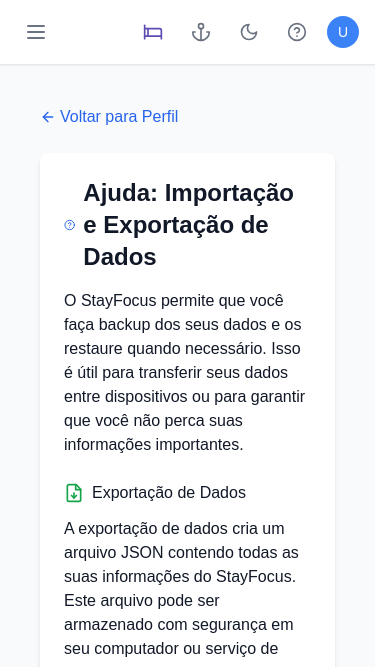 U
Voltar para Perfil
Ajuda: Importação
e Exportação de
Dados
O StayFocus permite que você
faça backup dos seus dados e os
restaure quando necessário. Isso
é útil para transferir seus dados
entre dispositivos ou para garantir
que você não perca suas
informações importantes.
Exportação de Dados
A exportação de dados cria um
arquivo JSON contendo todas as
suas informações do StayFocus.
Este arquivo pode ser
armazenado com segurança em
seu computador ou serviço de